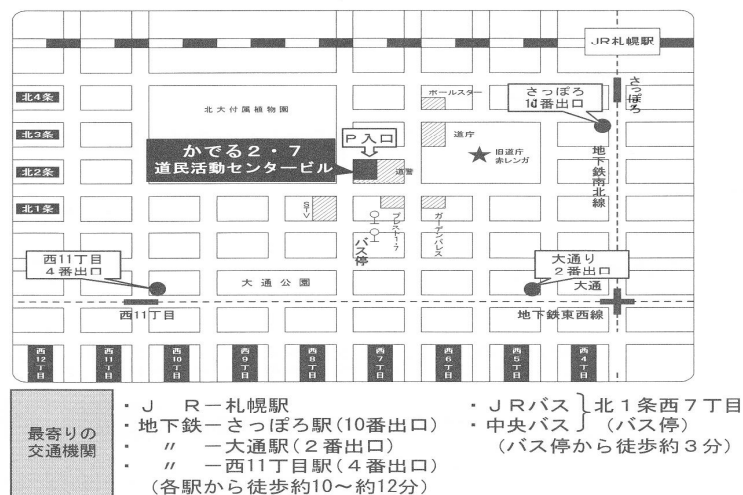 JR札幌駅
さっぽろ
ポールスター
さっぽろ
10番出口
北4条
北大付属植物園
北3条
P入口
道庁
かでる2・7
道民活動センタービル
旧道庁
赤レンガ
地下鉄南北線
北2条
道警
北1条
STV
プレスト1・7
ガーデンパレス
バス停
西11丁目
4番出口
大通り
2番出口
大通公園
大通
西11丁目
地下鉄東西線
西12丁目
西11丁目
西10丁目
西9丁目
西8丁目
西7丁目
西6丁目
西5丁目
西4丁目
最寄りの
交通機関
・J R－札幌駅
・地下鉄－さっぽろ駅(10番出口)
・ 〃 －大通駅(2番出口)
・ 〃 －西11丁目駅(4番出口)
(各駅から徒歩約10～約12分)
・JRバス}北1条西7丁目
・中央バス (バス停)
(バス停から徒歩約3分)